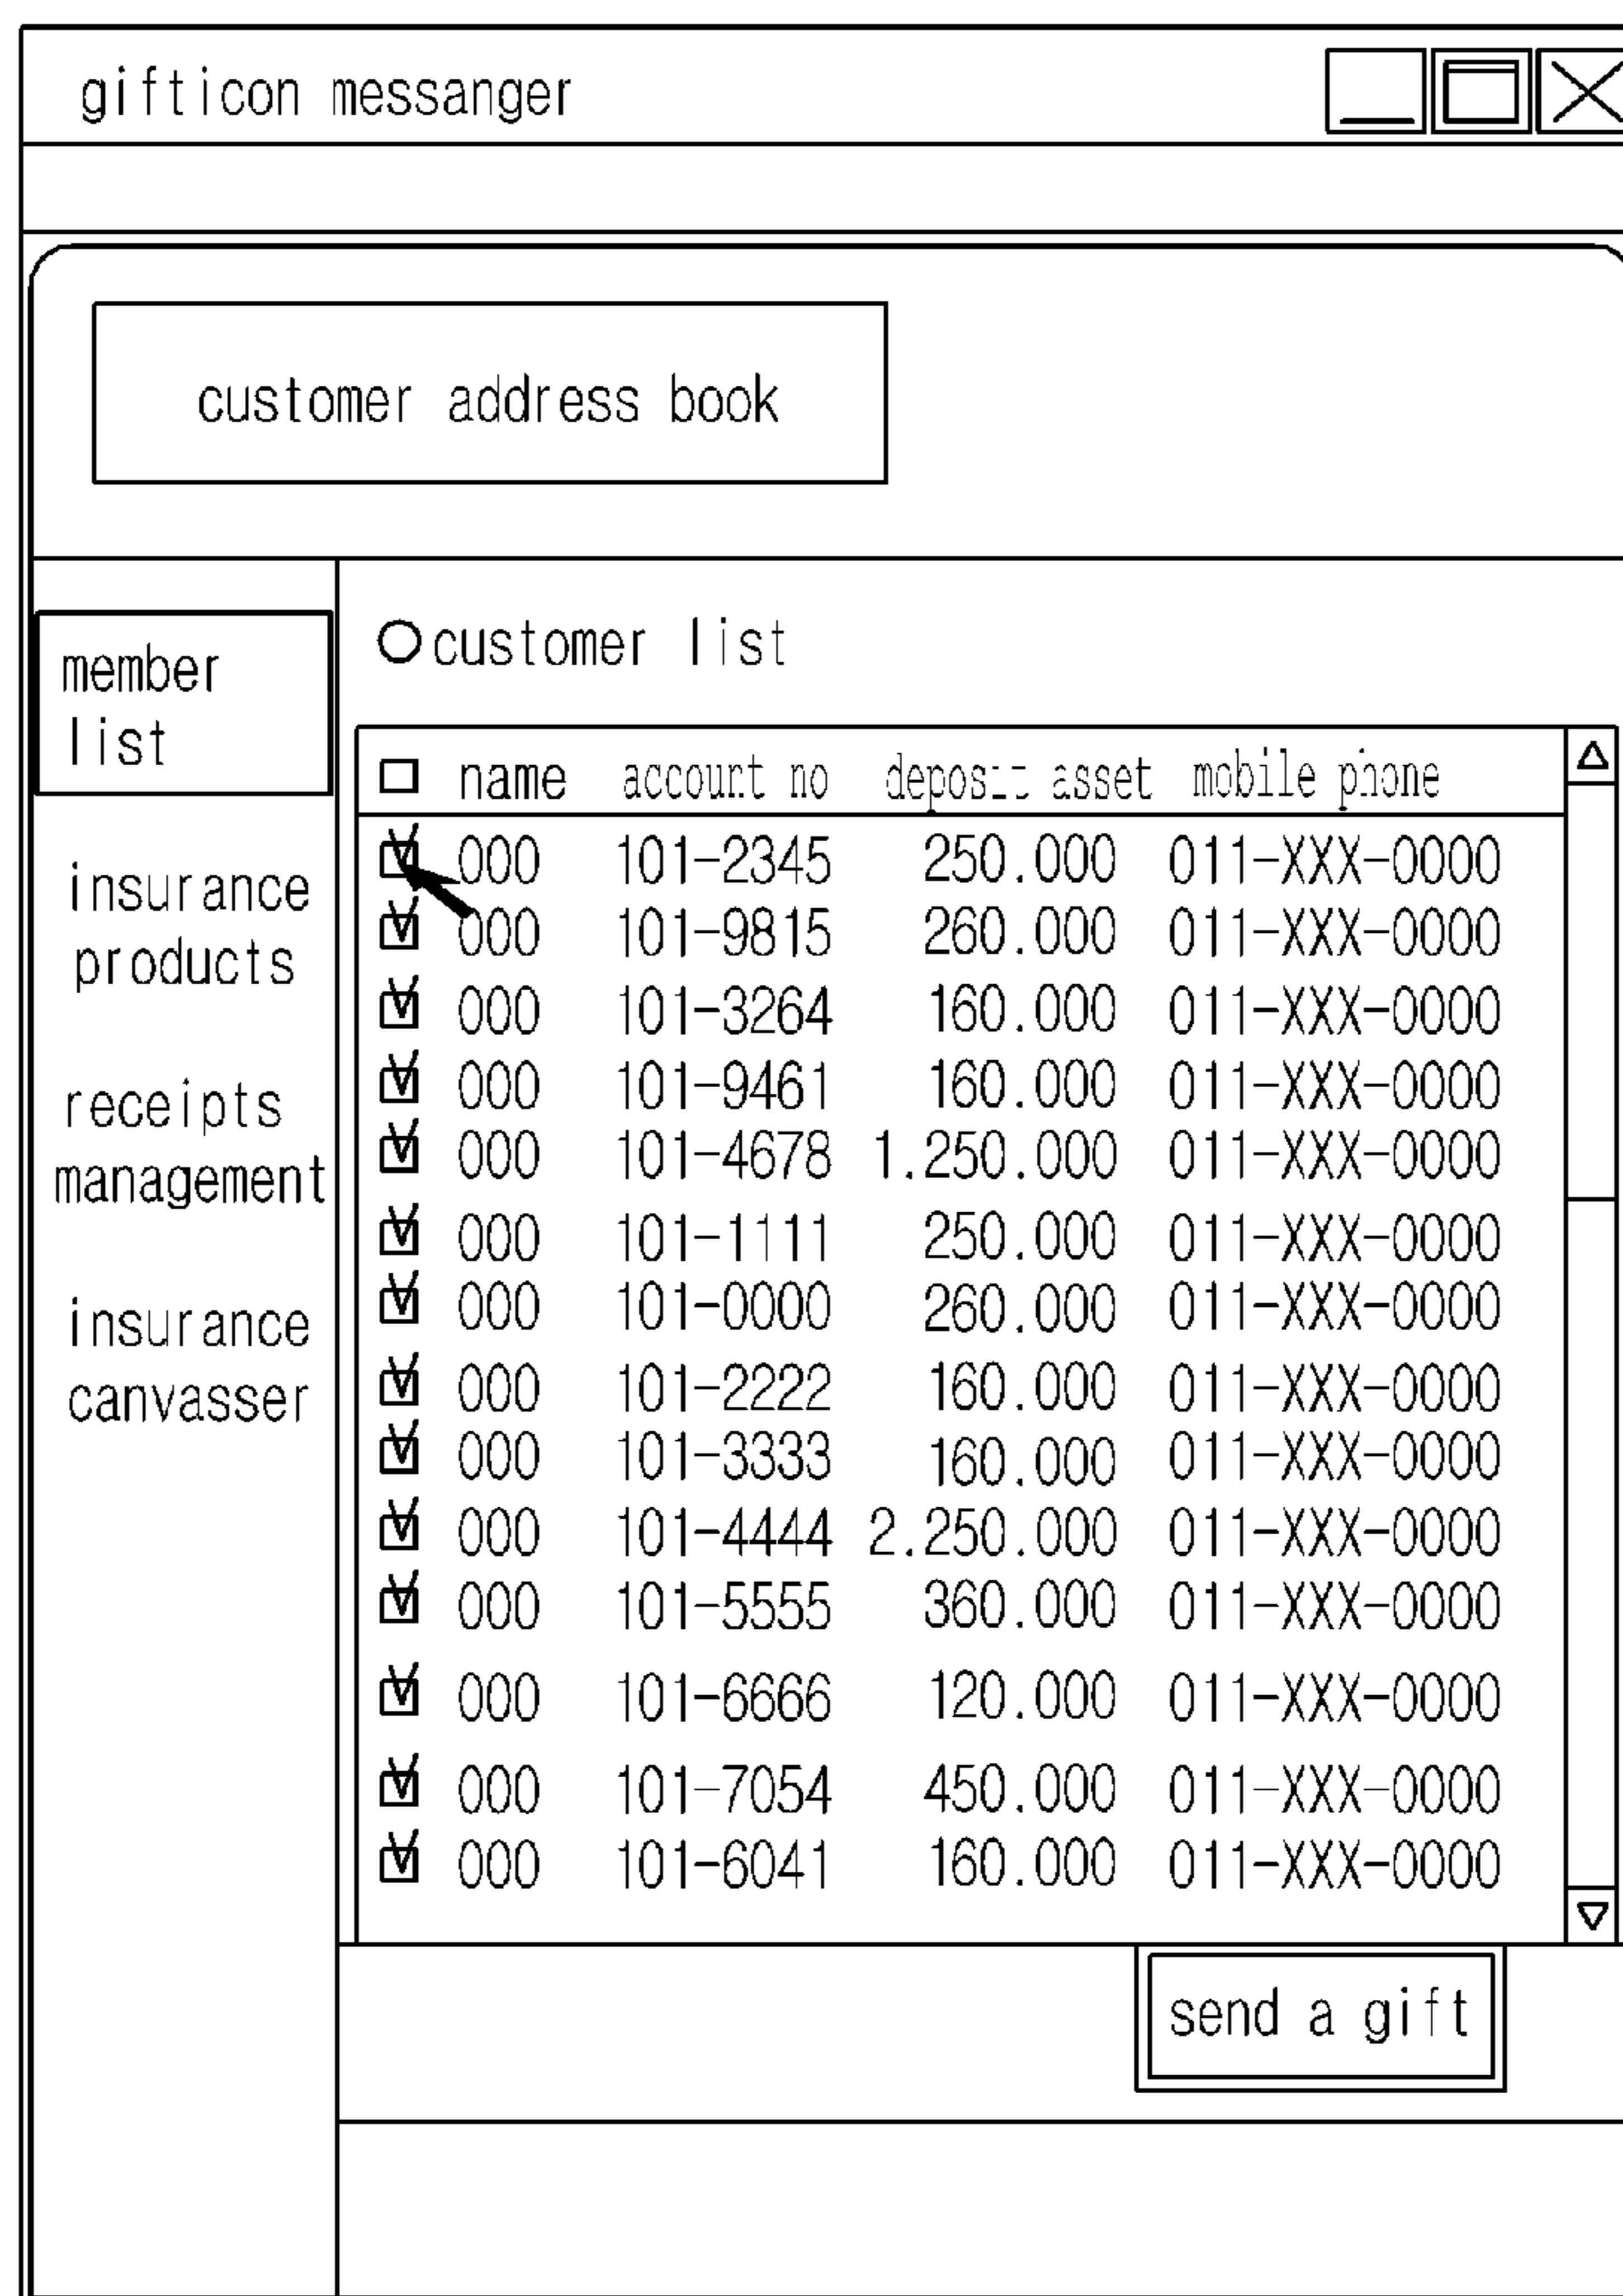 gifticon messanger
customer address book
member
list
insurance
products
receipts
management
insurance
canvasser
customer list
name account no deposit asset mobile phone
000 101-2345 250.000 011-XXX-0000
000 101-9815 260.000 011-XXX-0000
000 101-3264 160.000 011-XXX-0000
000 101-9461 160.000 011-XXX-0000
000 101-4678 1.250.000 011-XXX-0000
000 101-1111 250.000 011-XXX-0000
000 101-0000 260.000 011-XXX-0000
000 101-2222 160.000 011-XXX-0000
000 101-3333 160.000 011-XXX-0000
000 101-4444 2.250.000 011-XXX-0000
000 101-5555 360.000 011-XXX-0000
000 101-6666 120.000 011-XXX-0000
000 101-7054 450.000 011-XXX-0000
000 101-6041 160.000 011-XXX-0000
send a gift